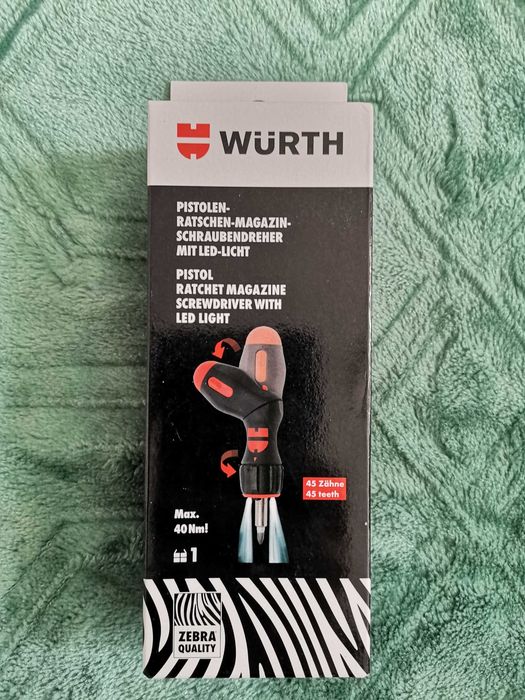 WÜRTH
PISTOLEN-
RATSCHEN-MAGAZIN-
SCHRAUBENDREHER
MIT LED-LICHT
PISTOL
RATCHET MAGAZINE
SCREWDRIVER WITH
LED LIGHT
45 Zähne
45 teeth
Max.
40 Nm!
1
ZEBRA
QUALITY